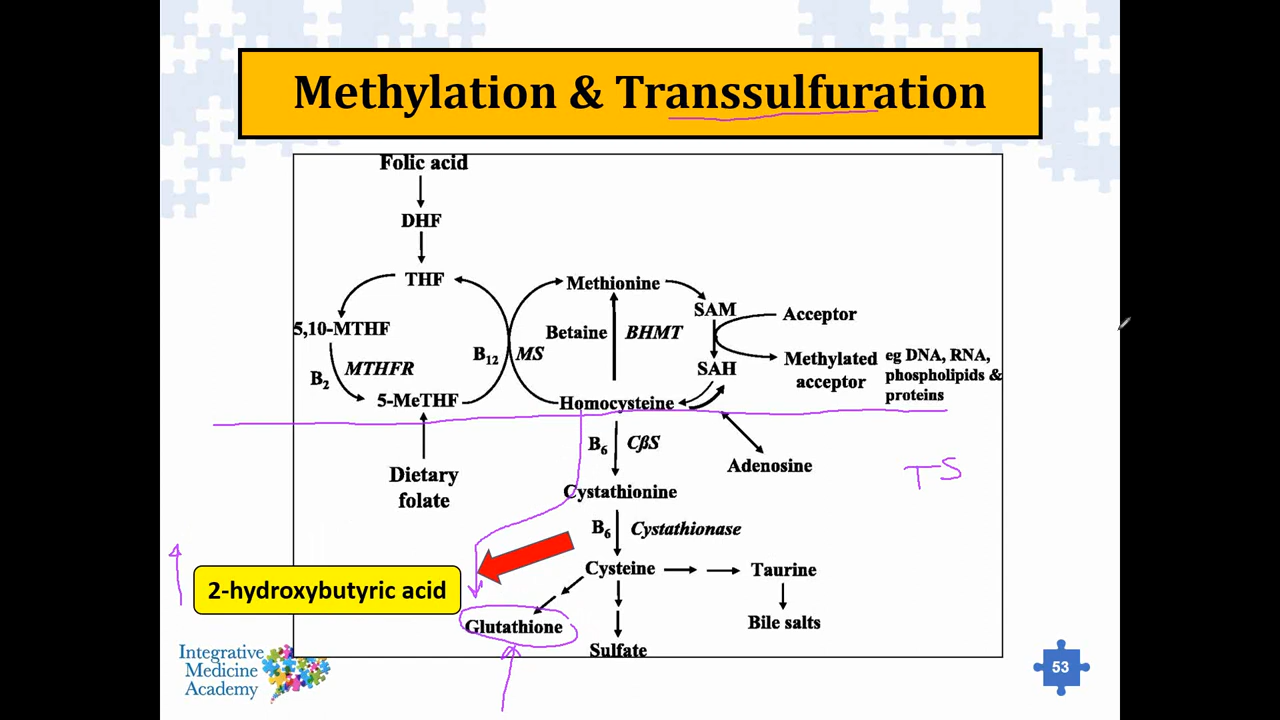 Methylation & Transsulfuration
Folic acid
DHF
THF
Methionine
SAM
Acceptor
5,10-MTHF
Betaine
BHMT
B12
MS
MTHFR
B2
SAH
Methylated
acceptor
eg DNA, RNA,
phospholipids &
proteins
5-MeTHF
Homocysteine
B6
CβS
Adenosine
TS
Dietary
folate
Cystathionine
B6
Cystathionase
Cysteine
Taurine
2-hydroxybutyric acid
Glutathione
Bile salts
Sulfate
Integrative
Medicine
Academy
53